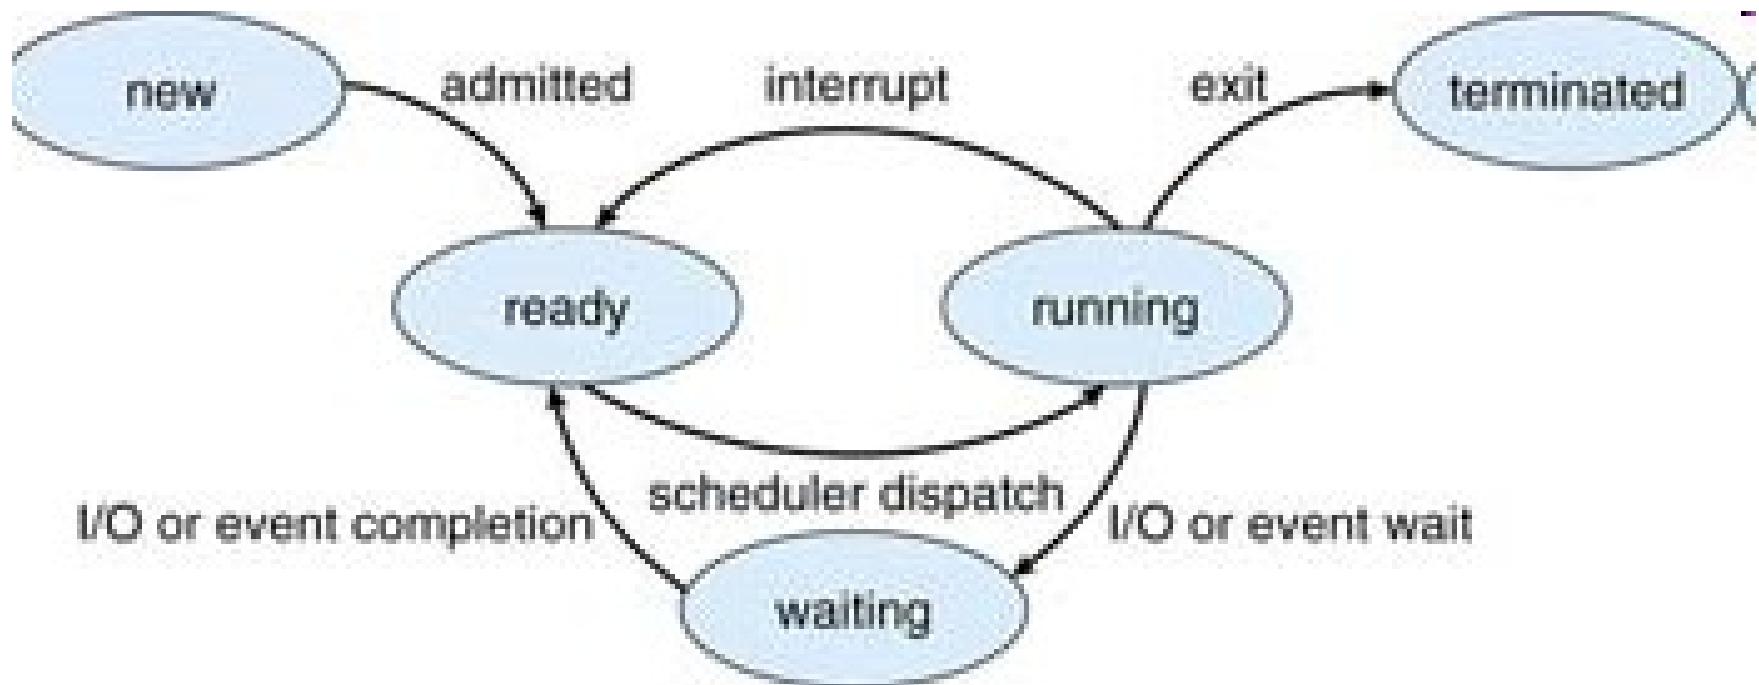 new
admitted
interrupt
exit
terminated
ready
running
scheduler dispatch
I/O or event completion
I/O or event wait
waiting